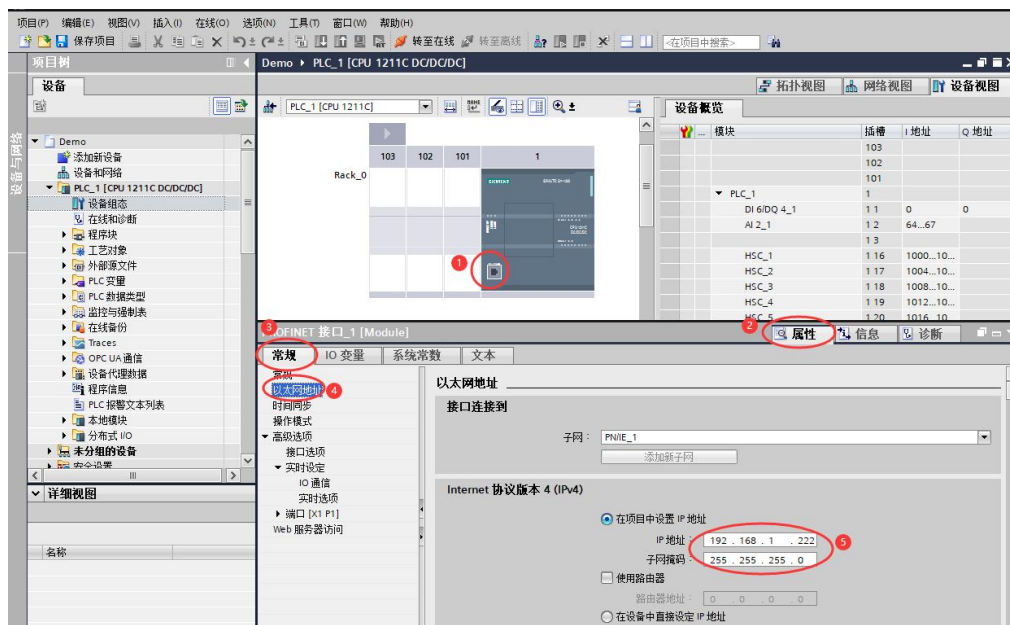 项目(P) 编辑(E) 视图(V) 插入(I) 在线(O) 选项(N) 工具(T) 窗口(W) 帮助(H)
保存项目 转至在线 转至离线 <在项目中搜索>
项目树
Demo PLC_1 [CPU 1211C DC/DC/DC]
设备
拓扑视图 网络视图 设备视图
设备与网络
PLC_1 [CPU 1211C]
设备概览
模块 插槽 I 地址 Q 地址
103
102
101
PLC_1 1
DI 6/DQ 4_1 1 1 0 0
AI 2_1 1 2 64...67
1 3
HSC_1 1 16 1000...10...
HSC_2 1 17 1004...10...
HSC_3 1 18 1008...10...
HSC_4 1 19 1012...10...
HSC_5 1 20 1016...10...
103 102 101 1
Rack_0
SIEMENS
1
Demo
添加新设备
设备和网络
PLC_1 [CPU 1211C DC/DC/DC]
设备组态
在线和诊断
程序块
工艺对象
外部源文件
PLC 变量
PLC 数据类型
监控与强制表
在线备份
Traces
OPC UA 通信
设备代理数据
程序信息
PLC 报警文本列表
本地模块
分布式 I/O
未分组的设备
安全设置
详细视图
名称
3
PROFINET 接口_1 [Module]
2
属性 信息 诊断
常规 IO 变量 系统常数 文本
常规
以太网地址 4
时间同步
操作模式
高级选项
接口选项
实时设定
IO 通信
实时选项
端口 [X1 P1]
Web 服务器访问
以太网地址
接口连接到
子网： PN/IE_1
添加新子网
Internet 协议版本 4 (IPv4)
在项目中设置 IP 地址
IP 地址： 192 . 168 . 1 . 222
5
子网掩码： 255 . 255 . 255 . 0
使用路由器
路由器地址： 0 . 0 . 0 . 0
在设备中直接设定 IP 地址